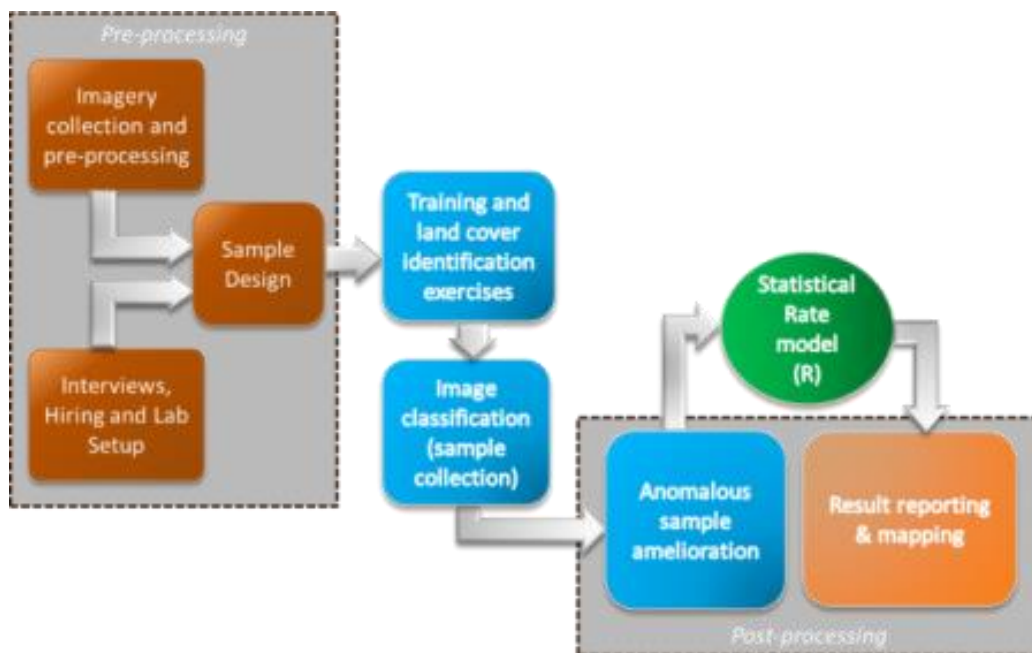 Pre-processing
Imagery
collection and
pre-processing
Sample
Design
Interviews,
Hiring and Lab
Setup
Training and
land cover
identification
exercises
Image
classification
(sample
collection)
Statistical
Rate
model
(R)
Anomalous
sample
amelioration
Result reporting
& mapping
Post-processing